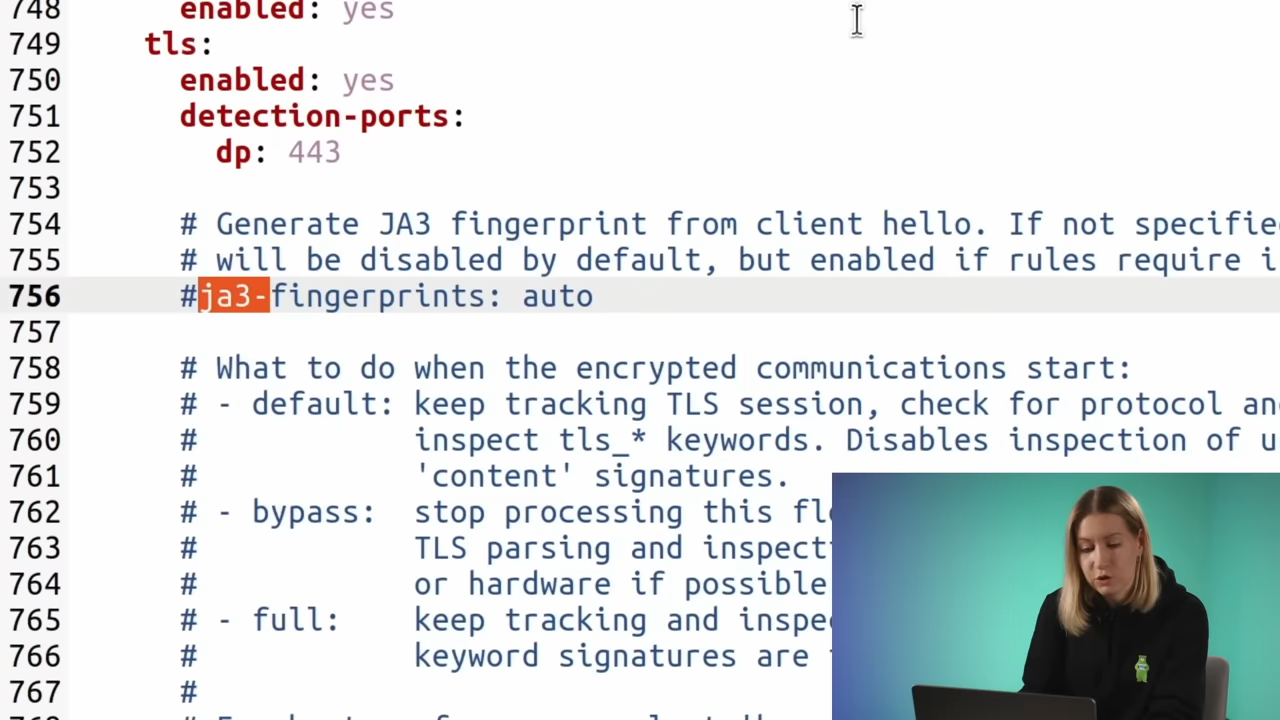 748 enabled: yes
749 tls:
750 enabled: yes
751 detection-ports:
752 dp: 443
753
754 # Generate JA3 fingerprint from client hello. If not specified
755 # will be disabled by default, but enabled if rules require i
756 #ja3-fingerprints: auto
757
758 # What to do when the encrypted communications start:
759 # - default: keep tracking TLS session, check for protocol an
760 # inspect tls_* keywords. Disables inspection of u
761 # 'content' signatures.
762 # - bypass: stop processing this fl
763 # TLS parsing and inspect
764 # or hardware if possible
765 # - full: keep tracking and inspe
766 # keyword signatures are
767 #